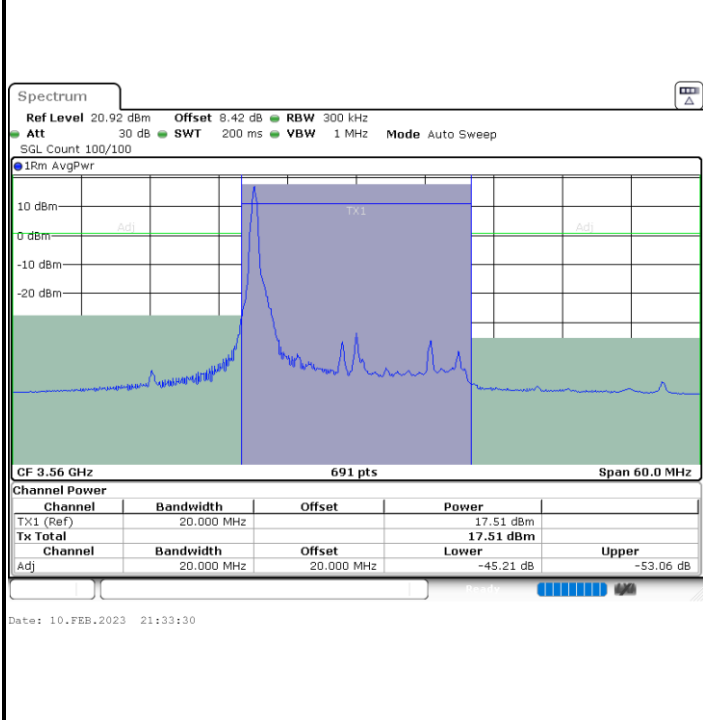 Spectrum
Ref Level 20.92 dBm Offset 8.42 dB RBW 300 kHz
Att 30 dB SWT 200 ms VBW 1 MHz Mode Auto Sweep
SGL Count 100/100
1Rm AvgPwr
10 dBm
TX1
Adj Adj
0 dBm
-10 dBm
-20 dBm
CF 3.56 GHz 691 pts Span 60.0 MHz
Channel Power
Channel Bandwidth Offset Power
TX1 (Ref) 20.000 MHz 17.51 dBm
Tx Total 17.51 dBm
Channel Bandwidth Offset Lower Upper
Adj 20.000 MHz 20.000 MHz -45.21 dB -53.06 dB
Ready
Date: 10.FEB.2023 21:33:30